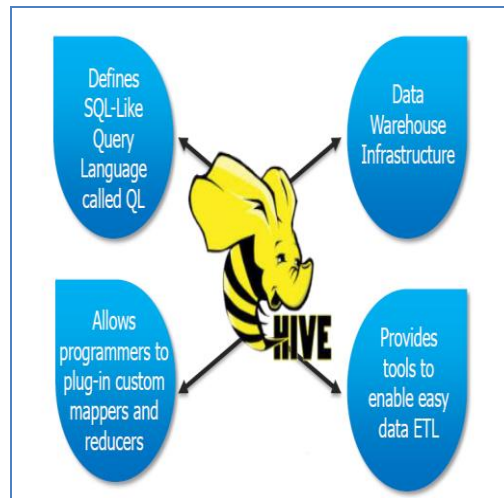 Defines
SQL-Like
Query
Language
called QL
Data
Warehouse
Infrastructure
HIVE
Allows
programmers to
plug-in custom
mappers and
reducers
Provides
tools to
enable easy
data ETL